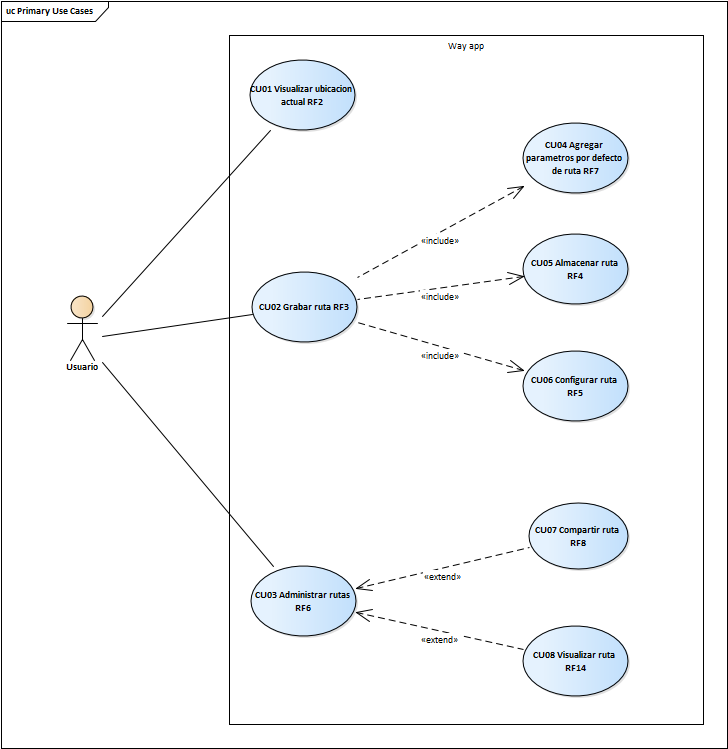 uc Primary Use Cases
Way app
CU01 Visualizar ubicacion
actual RF2
CU04 Agregar
parametros por defecto
de ruta RF7
«include»
CU05 Almacenar ruta
RF4
«include»
CU02 Grabar ruta RF3
«include»
CU06 Configurar ruta
RF5
Usuario
CU07 Compartir ruta
RF8
«extend»
CU03 Administrar rutas
RF6
«extend»
CU08 Visualizar ruta
RF14